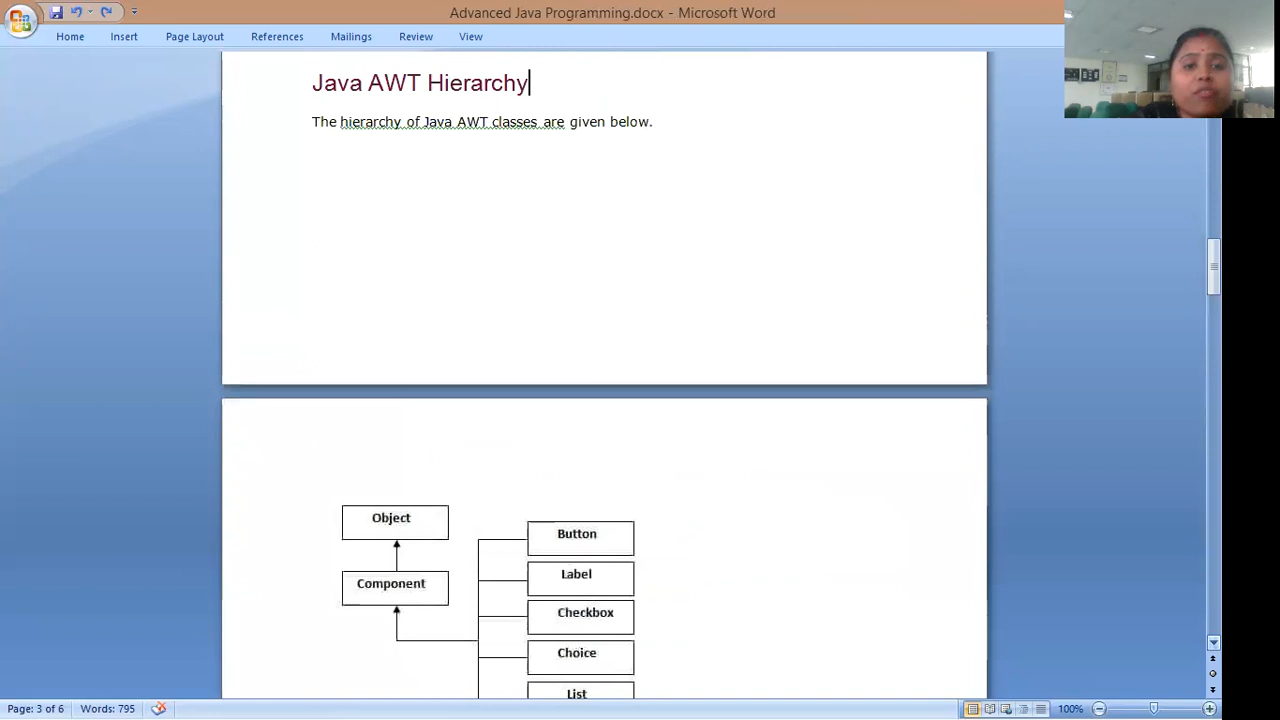 Advanced Java Programming.docx - Microsoft Word
Home Insert Page Layout References Mailings Review View
Java AWT Hierarchy
The hierarchy of Java AWT classes are given below.
Object
Button
Label
Component
Checkbox
Choice
List
Page: 3 of 6 Words: 795 100%